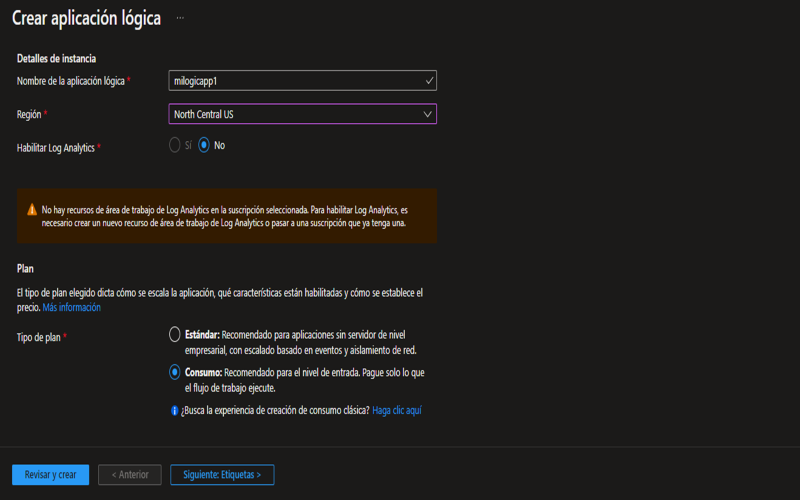 Crear aplicación lógica ...
Detalles de instancia
Nombre de la aplicación lógica *
milogicapp1
Región *
North Central US
Habilitar Log Analytics *
Sí
No
No hay recursos de área de trabajo de Log Analytics en la suscripción seleccionada. Para habilitar Log Analytics, es
necesario crear un nuevo recurso de área de trabajo de Log Analytics o pasar a una suscripción que ya tenga una.
Plan
El tipo de plan elegido dicta cómo se escala la aplicación, qué características están habilitadas y cómo se establece el
precio. Más información
Tipo de plan *
Estándar: Recomendado para aplicaciones sin servidor de nivel
empresarial, con escalado basado en eventos y aislamiento de red.
Consumo: Recomendado para el nivel de entrada. Pague solo lo que
el flujo de trabajo ejecute.
¿Busca la experiencia de creación de consumo clásica? Haga clic aquí
Revisar y crear
< Anterior
Siguiente: Etiquetas >